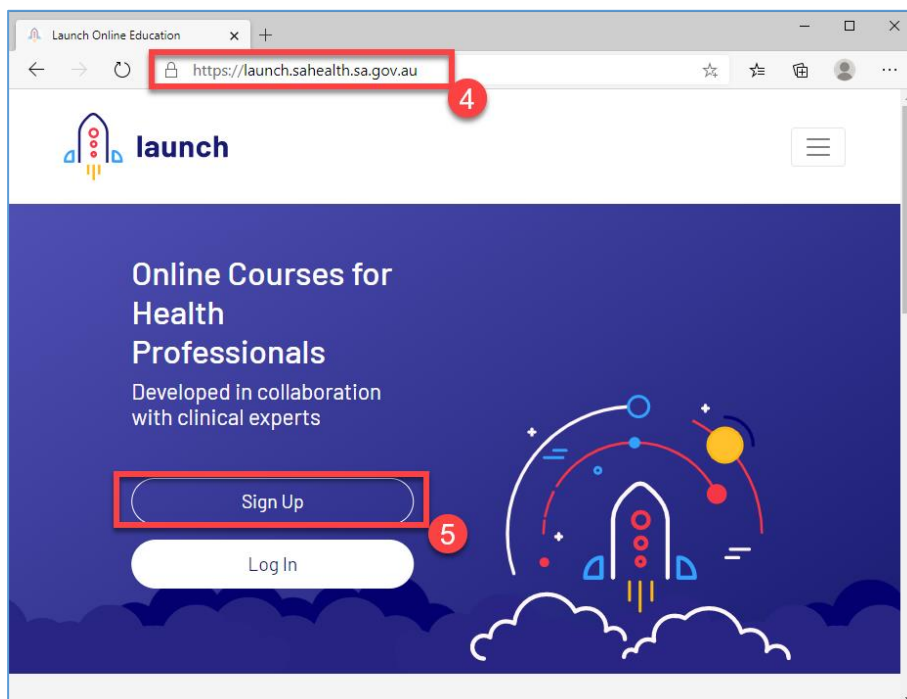 Launch Online Education
https://launch.sahealth.sa.gov.au
4
launch
Online Courses for
Health
Professionals
Developed in collaboration
with clinical experts
Sign Up
5
Log In